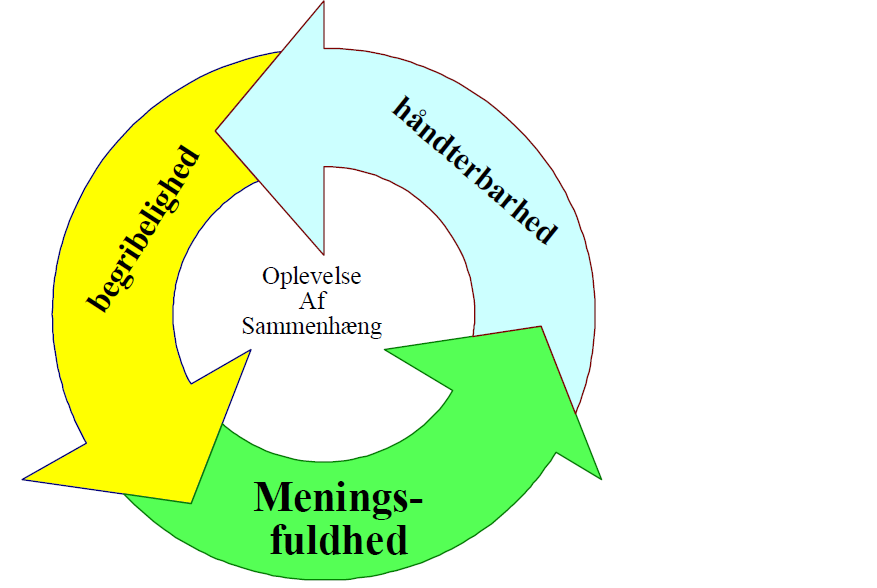 håndterbarhed
begribelighed
Oplevelse
Af
Sammenhæng
Menings-
fuldhed